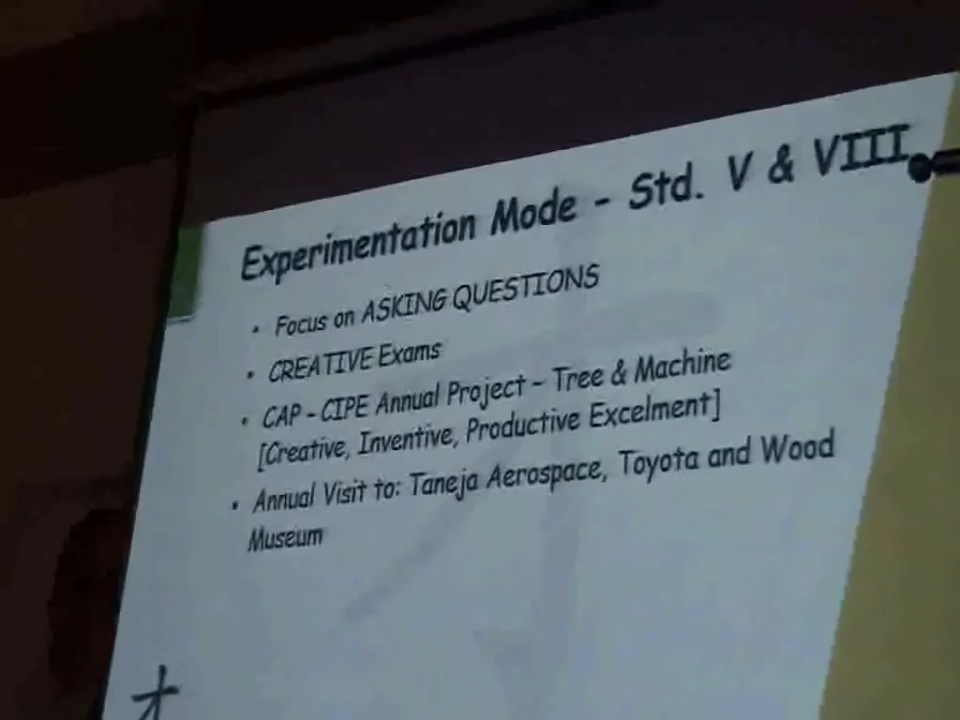 Experimentation Mode - Std. V & VIII
• Focus on ASKING QUESTIONS
• CREATIVE Exams
• CAP - CIPE Annual Project - Tree & Machine
[Creative, Inventive, Productive Excelment]
• Annual Visit to: Taneja Aerospace, Toyota and Wood
Museum